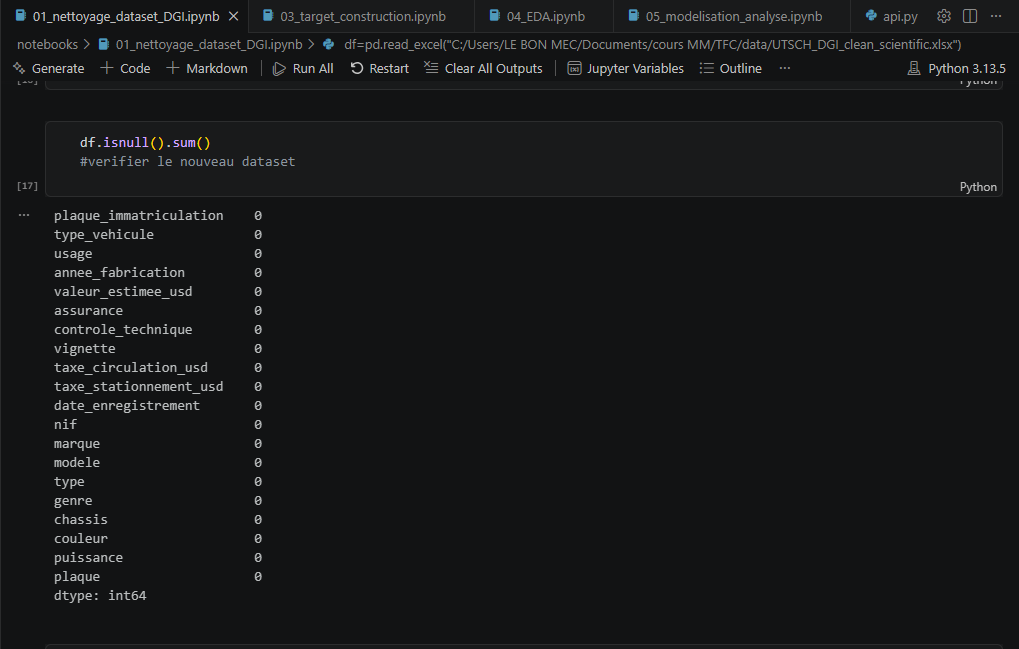 01_nettoyage_dataset_DGI.ipynb 03_target_construction.ipynb 04_EDA.ipynb 05_modelisation_analyse.ipynb api.py ...
notebooks > 01_nettoyage_dataset_DGI.ipynb > df=pd.read_excel("C:/Users/LE BON MEC/Documents/cours MM/TFC/data/UTSCH_DGI_clean_scientific.xlsx")
Generate + Code + Markdown Run All Restart Clear All Outputs Jupyter Variables Outline ... Python 3.13.5
Python
df.isnull().sum()
#verifier le nouveau dataset
[17]
Python
... plaque_immatriculation 0
type_vehicule 0
usage 0
annee_fabrication 0
valeur_estimee_usd 0
assurance 0
controle_technique 0
vignette 0
taxe_circulation_usd 0
taxe_stationnement_usd 0
date_enregistrement 0
nif 0
marque 0
modele 0
type 0
genre 0
chassis 0
couleur 0
puissance 0
plaque 0
dtype: int64